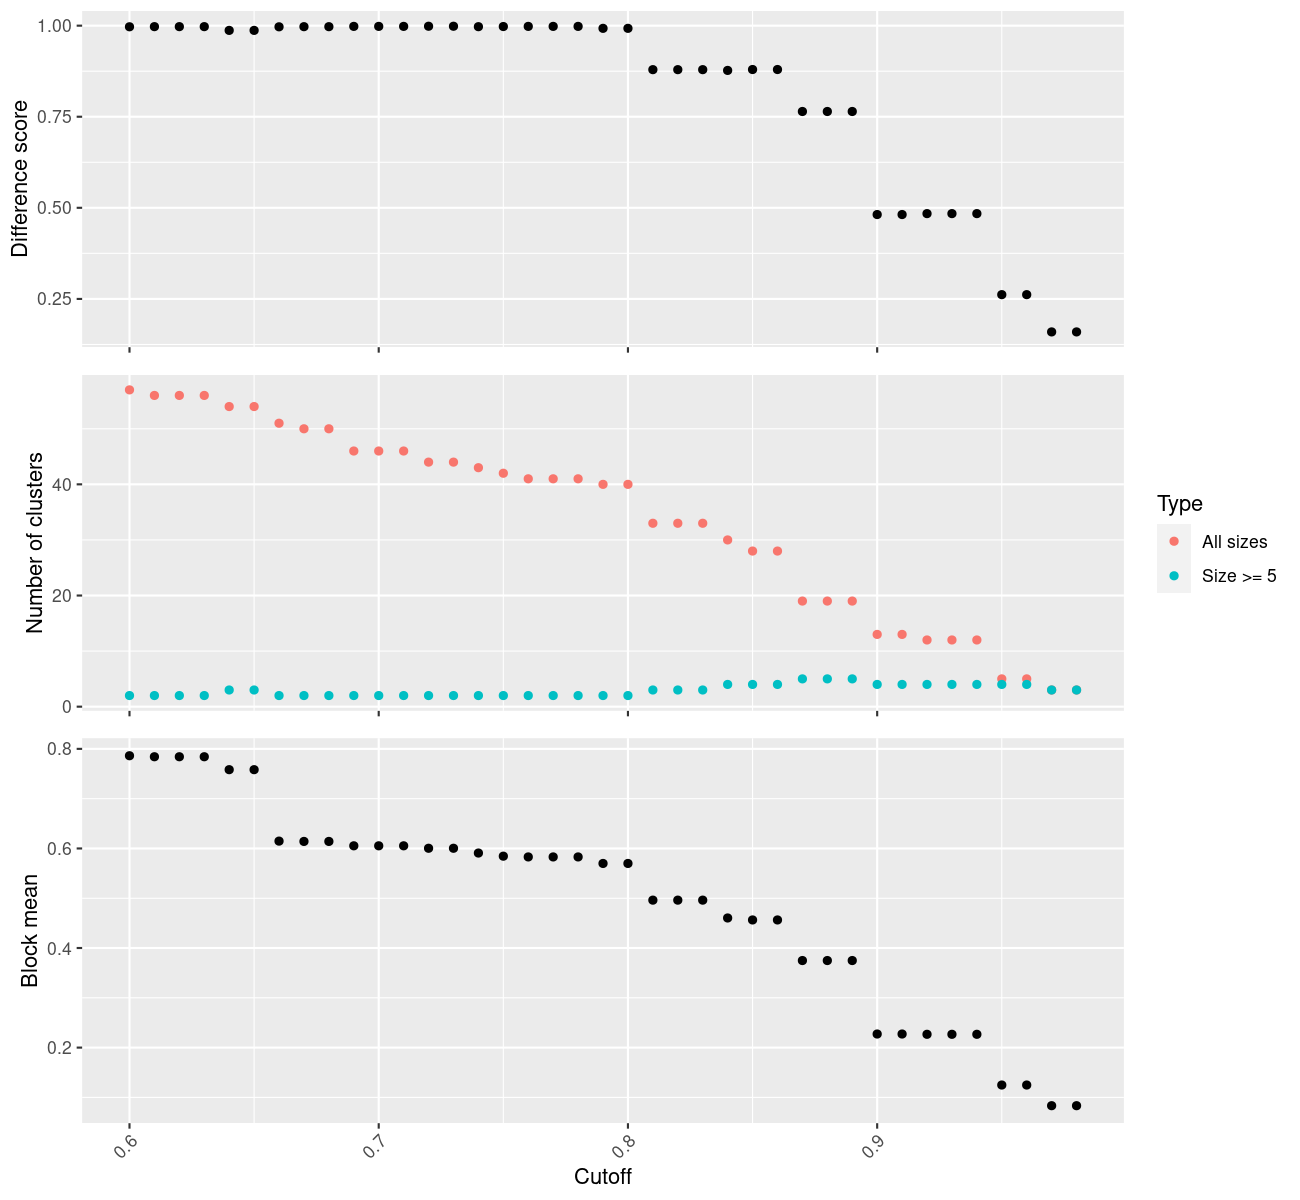 1.00
0.75
0.50
0.25
Difference score
40
20
0
Number of clusters
Type
All sizes
Size >= 5
0.8
0.6
0.4
0.2
Block mean
0.6
0.7
0.8
0.9
Cutoff